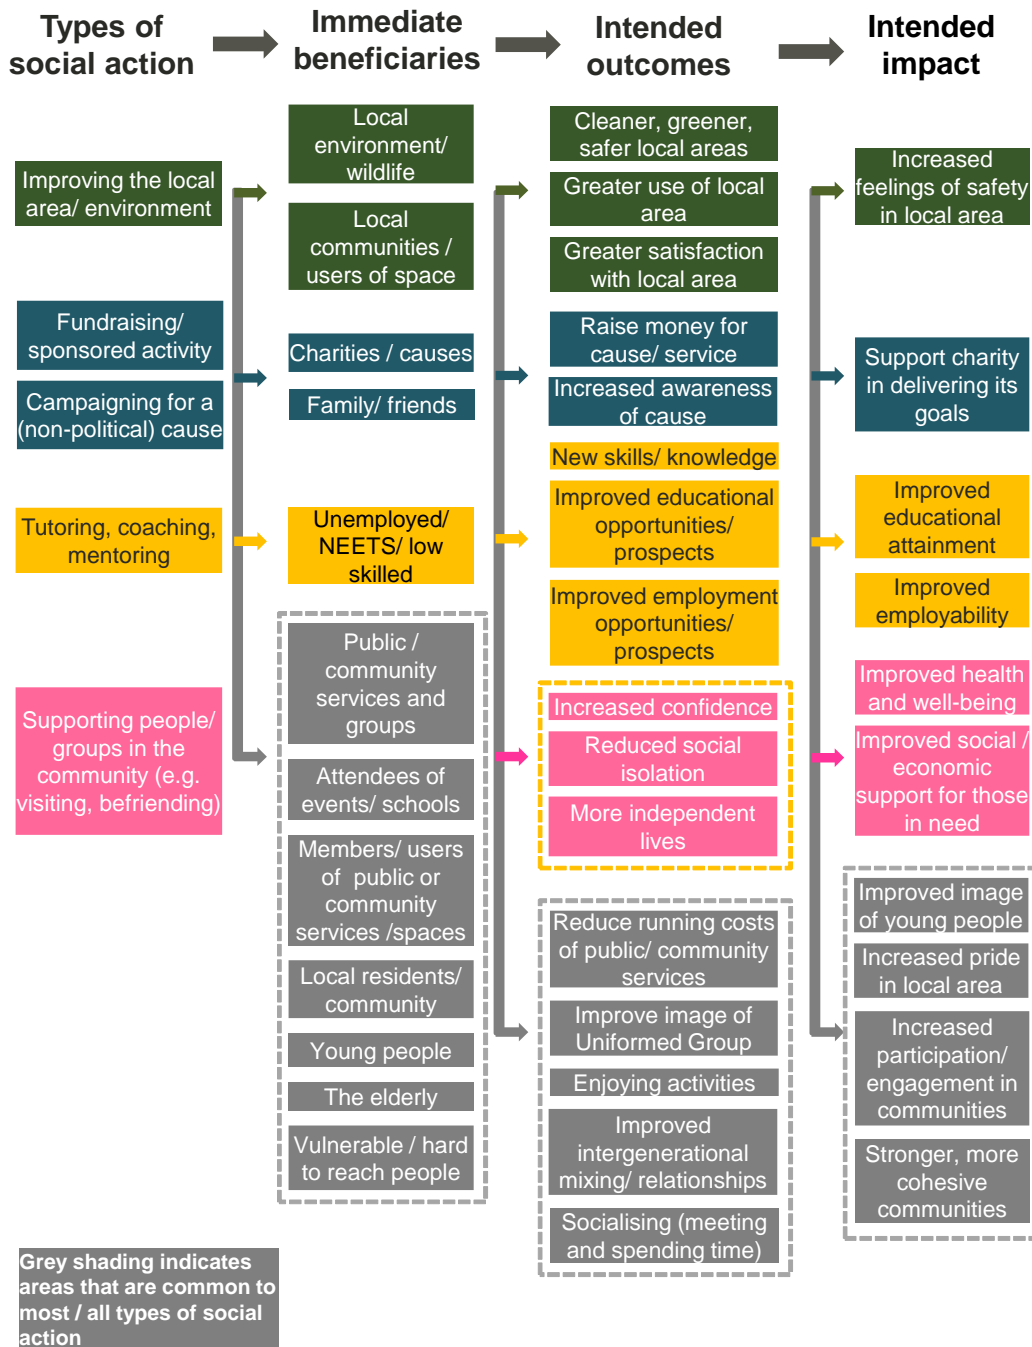 Types of
social action
Immediate
beneficiaries
Intended
outcomes
Intended
impact
Improving the local
area/ environment
Fundraising/
sponsored activity
Campaigning for a
(non-political) cause
Tutoring, coaching,
mentoring
Supporting people/
groups in the
community (e.g.
visiting, befriending)
Local
environment/
wildlife
Local
communities /
users of space
Charities / causes
Family/ friends
Unemployed/
NEETS/ low
skilled
Public /
community
services and
groups
Attendees of
events/ schools
Members/ users
of public or
community
services /spaces
Local residents/
community
Young people
The elderly
Vulnerable / hard
to reach people
Cleaner, greener,
safer local areas
Greater use of local
area
Greater satisfaction
with local area
Raise money for
cause/ service
Increased awareness
of cause
New skills/ knowledge
Improved educational
opportunities/
prospects
Improved employment
opportunities/
prospects
Increased confidence
Reduced social
isolation
More independent
lives
Reduce running costs
of public/ community
services
Improve image of
Uniformed Group
Enjoying activities
Improved
intergenerational
mixing/ relationships
Socialising (meeting
and spending time)
Increased
feelings of safety
in local area
Support charity
in delivering its
goals
Improved
educational
attainment
Improved
employability
Improved health
and well-being
Improved social /
economic
support for those
in need
Improved image
of young people
Increased pride
in local area
Increased
participation/
engagement in
communities
Stronger, more
cohesive
communities
Grey shading indicates
areas that are common to
most / all types of social
action